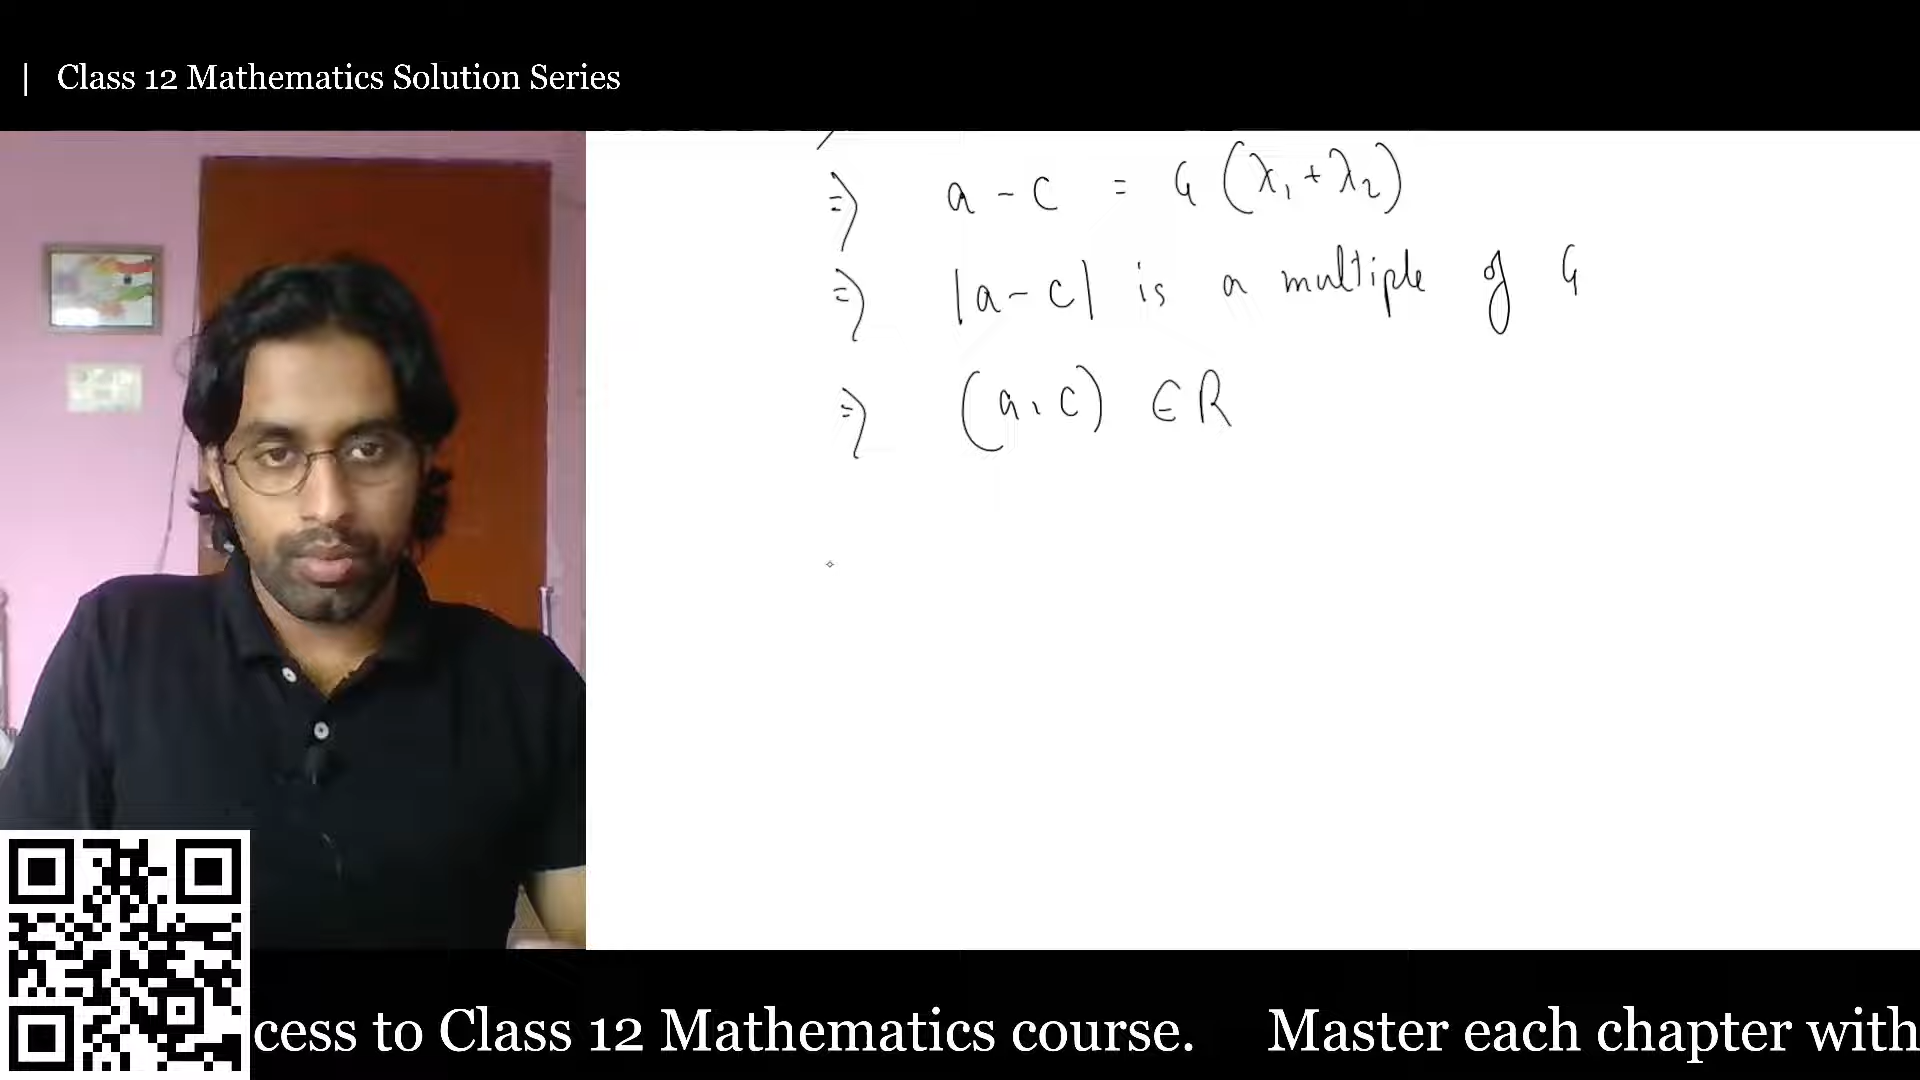 | Class 12 Mathematics Solution Series
⇒ a - c = 4 (λ₁ + λ₂)
⇒ |a - c| is a multiple of 4
⇒ (a, c) ∈ R
cess to Class 12 Mathematics course. Master each chapter with